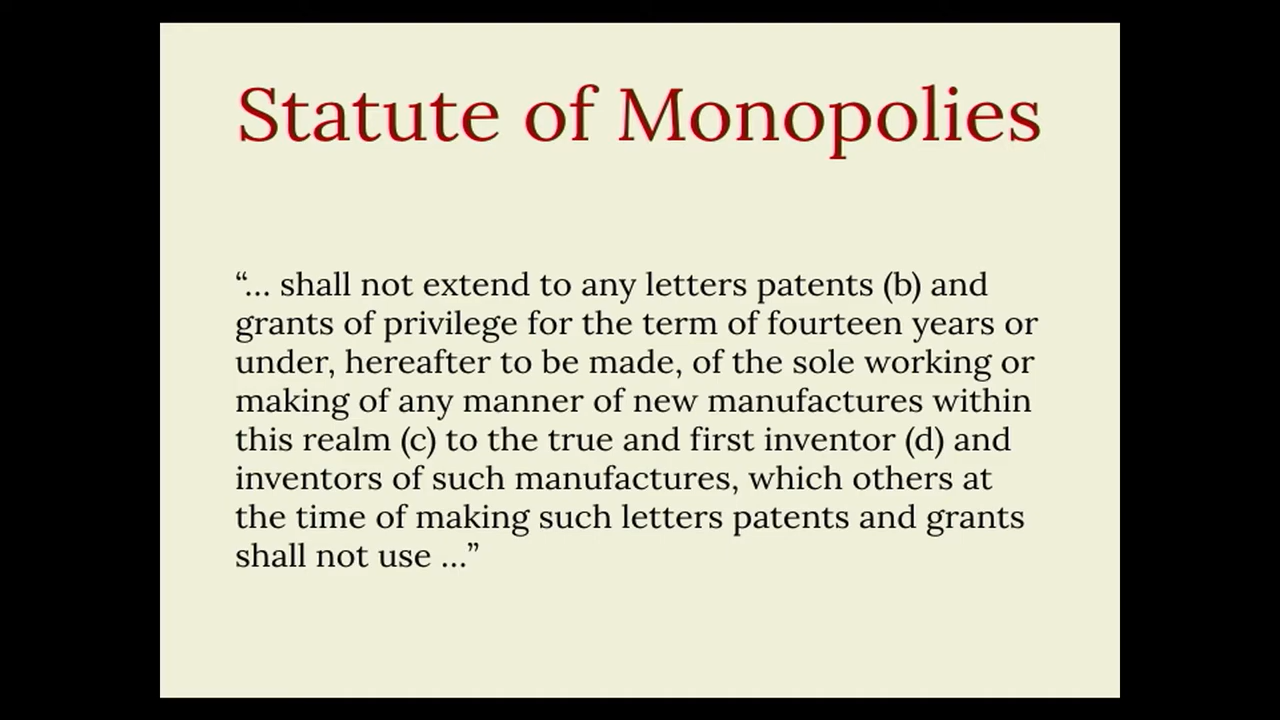 Statute of Monopolies
“… shall not extend to any letters patents (b) and
grants of privilege for the term of fourteen years or
under, hereafter to be made, of the sole working or
making of any manner of new manufactures within
this realm (c) to the true and first inventor (d) and
inventors of such manufactures, which others at
the time of making such letters patents and grants
shall not use …”